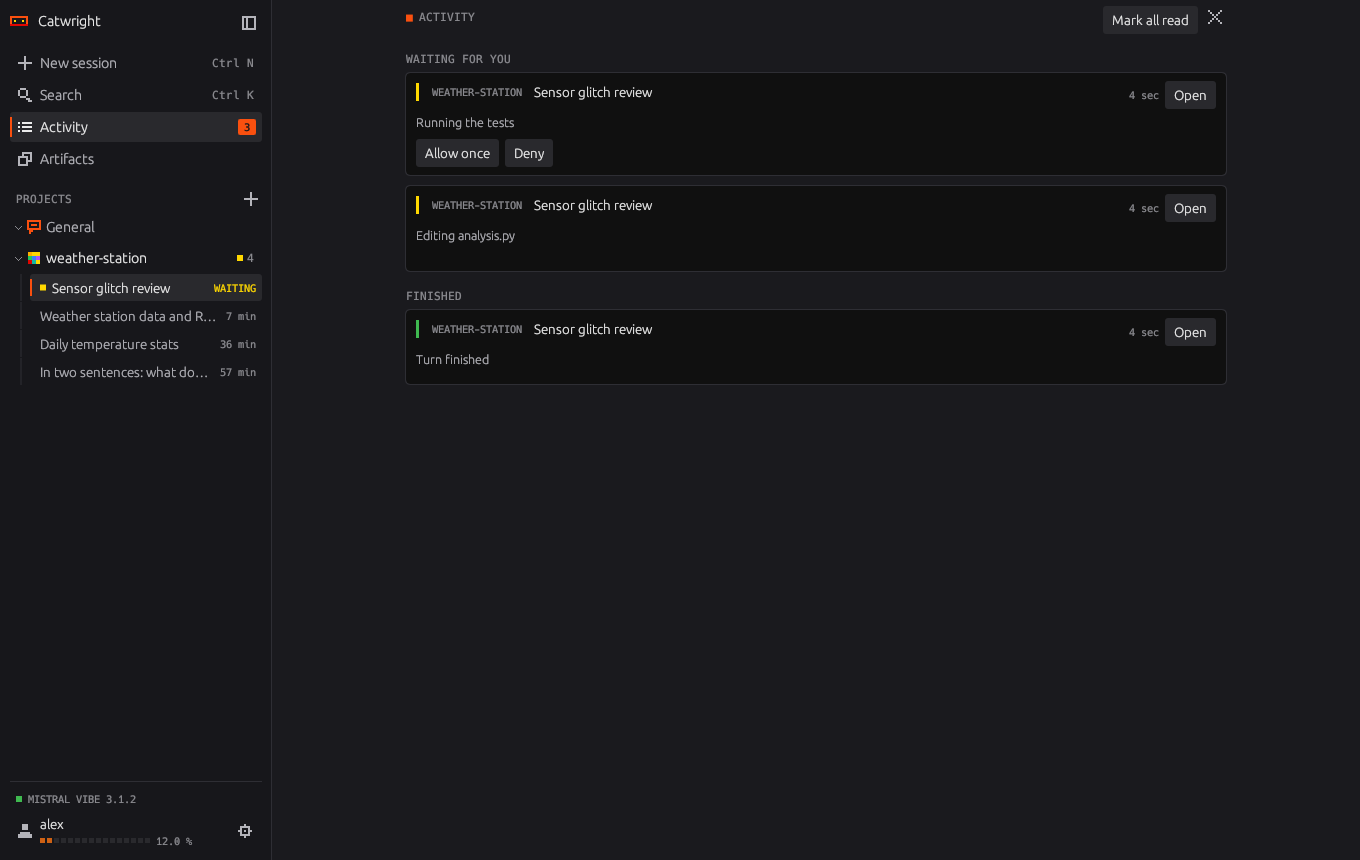 Catwright
New session Ctrl N
Search Ctrl K
Activity 3
Artifacts
PROJECTS
General
weather-station 4
Sensor glitch review WAITING
Weather station data and R... 7 min
Daily temperature stats 36 min
In two sentences: what do... 57 min
MISTRAL VIBE 3.1.2
alex
12.0 %
ACTIVITY Mark all read
WAITING FOR YOU
WEATHER-STATION Sensor glitch review 4 sec Open
Running the tests
Allow once Deny
WEATHER-STATION Sensor glitch review 4 sec Open
Editing analysis.py
FINISHED
WEATHER-STATION Sensor glitch review 4 sec Open
Turn finished